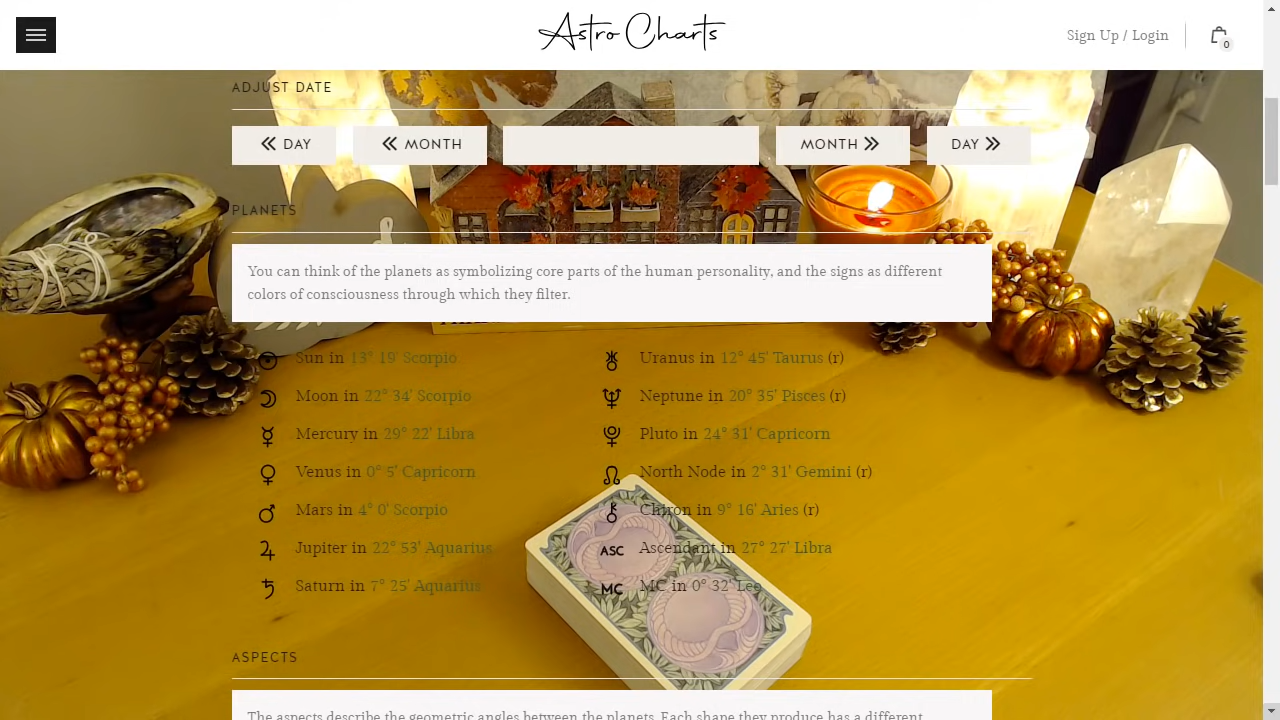 Astro Charts
Sign Up / Login
0
ADJUST DATE
DAY
MONTH
MONTH
DAY
PLANETS
You can think of the planets as symbolizing core parts of the human personality, and the signs as different
colors of consciousness through which they filter.
Sun in 13° 19' Scorpio
Moon in 22° 34' Scorpio
Mercury in 29° 22' Libra
Venus in 0° 5' Capricorn
Mars in 4° 0' Scorpio
Jupiter in 22° 53' Aquarius
Saturn in 7° 25' Aquarius
Uranus in 12° 45' Taurus (r)
Neptune in 20° 35' Pisces (r)
Pluto in 24° 31' Capricorn
North Node in 2° 31' Gemini (r)
Chiron in 9° 16' Aries (r)
ASC Ascendant in 27° 27' Libra
MC MC in 0° 32' Leo
ASPECTS
The aspects describe the geometric angles between the planets. Each shape they produce has a different